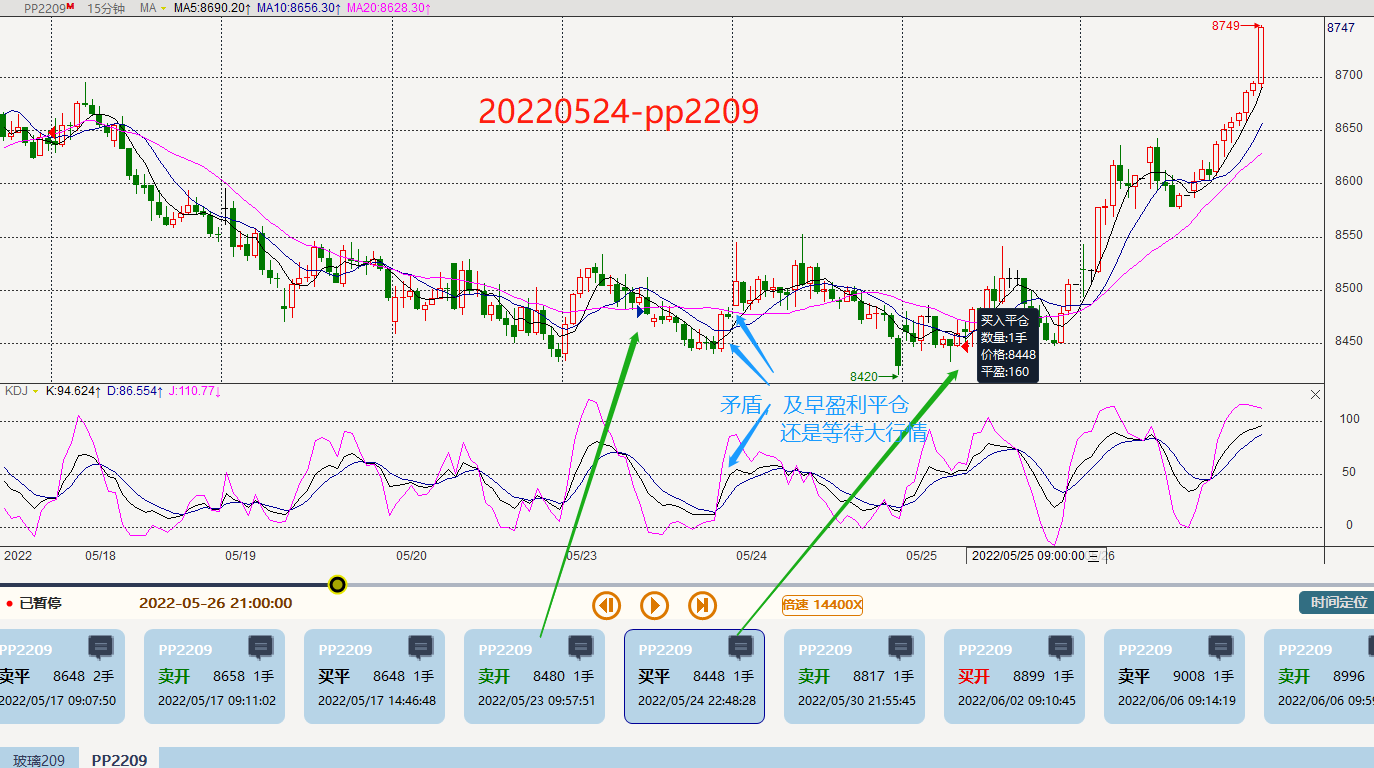 PP2209M 15分钟 MA MA5:8690.20↑ MA10:8656.30↑ MA20:8628.30↑
8749
8747
8700
20220524-pp2209
8650
8600
8550
8500
买入平仓
数量:1手
价格:8448
平盈:160
8450
8420
KDJ K:94.624↑ D:86.554↑ J:110.77↓
矛盾, 及早盈利平仓
还是等待大行情
100
50
0
2022 05/18 05/19 05/20 05/23 05/24 05/25 2022/05/25 09:00:00 三 26
已暂停 2022-05-26 21:00:00 倍速 14400X 时间定位
PP2209 PP2209 PP2209 PP2209 PP2209 PP2209 PP2209 PP2209 PP2209
卖平 8648 2手 卖开 8658 1手 买平 8648 1手 卖开 8480 1手 买平 8448 1手 卖开 8817 1手 买开 8899 1手 卖平 9008 1手 卖开 8996
2022/05/17 09:07:50 2022/05/17 09:11:02 2022/05/17 14:46:48 2022/05/23 09:57:51 2022/05/24 22:48:28 2022/05/30 21:55:45 2022/06/02 09:10:45 2022/06/06 09:14:19 2022/06/06 09:59
玻璃209 PP2209